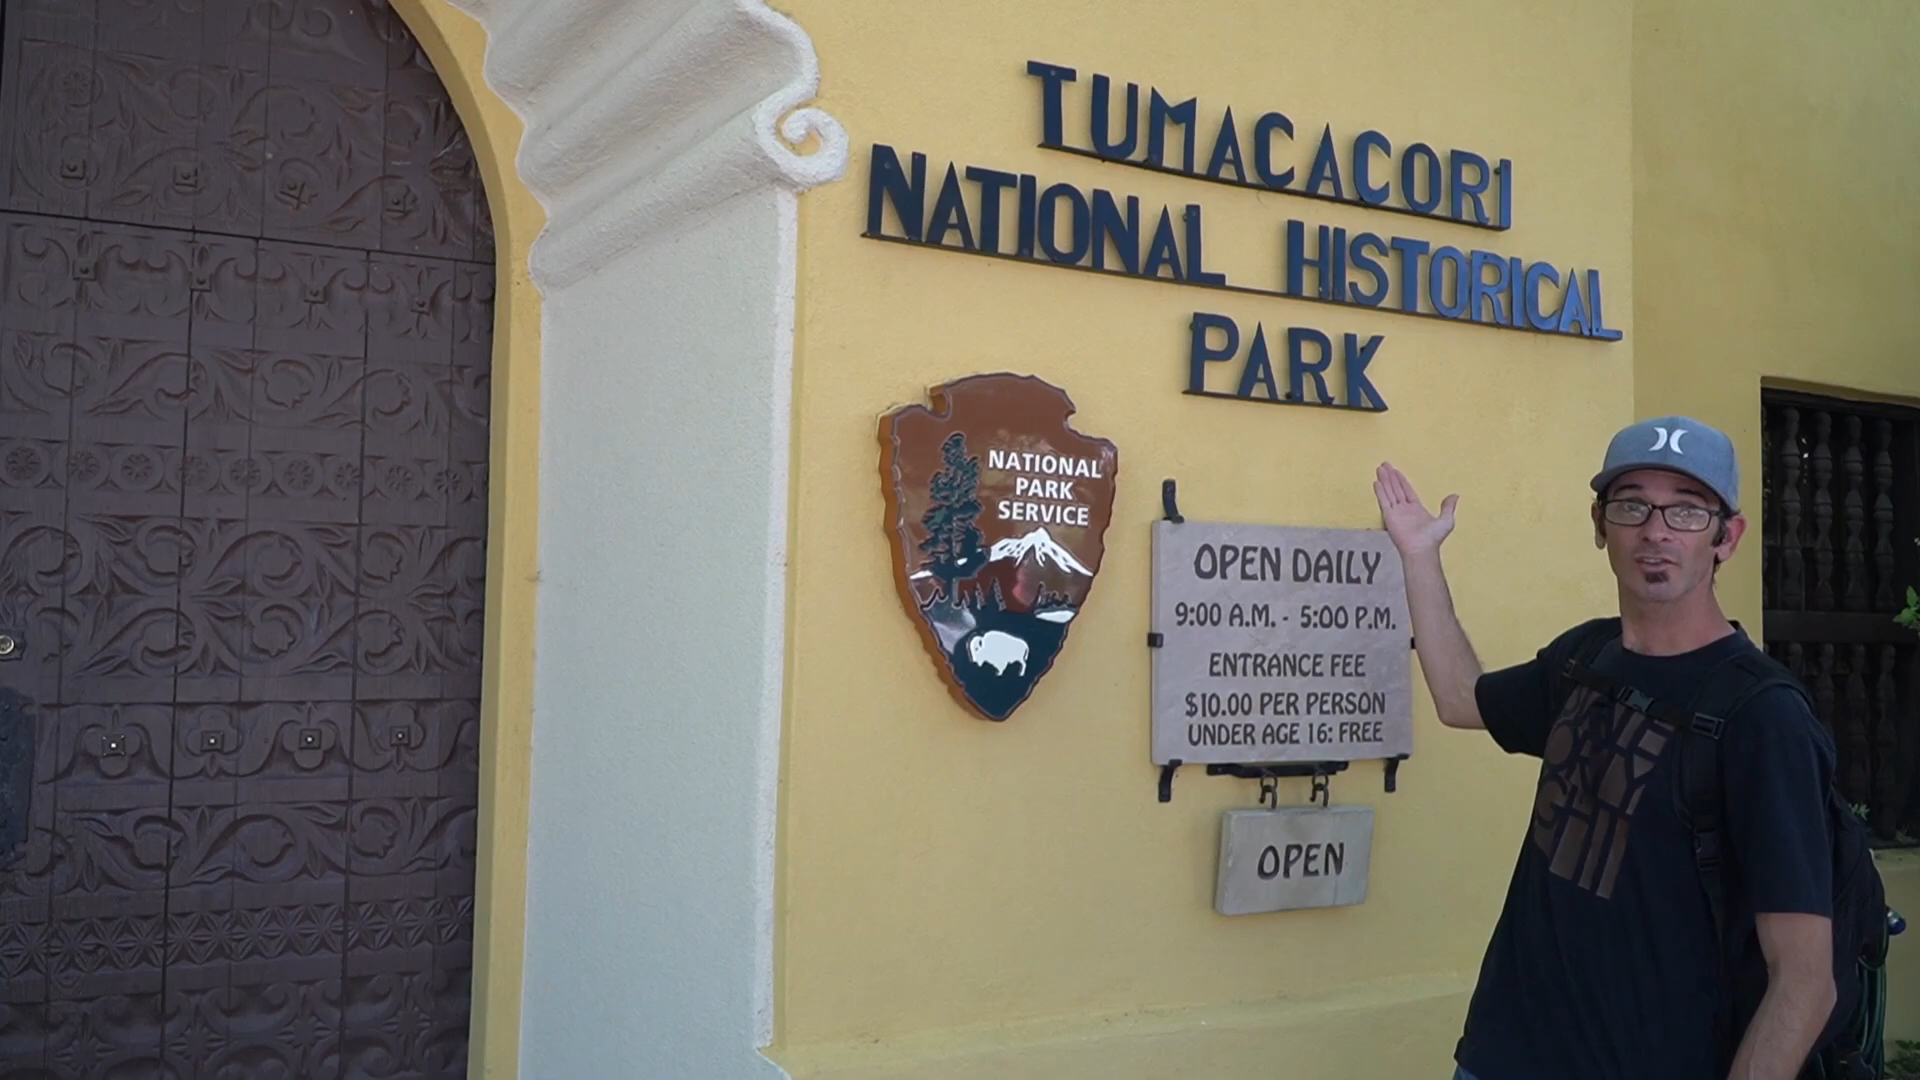 TUMACACORI
NATIONAL HISTORICAL
PARK
NATIONAL
PARK
SERVICE
OPEN DAILY
9:00 A.M. - 5:00 P.M.
ENTRANCE FEE
$10.00 PER PERSON
UNDER AGE 16: FREE
OPEN